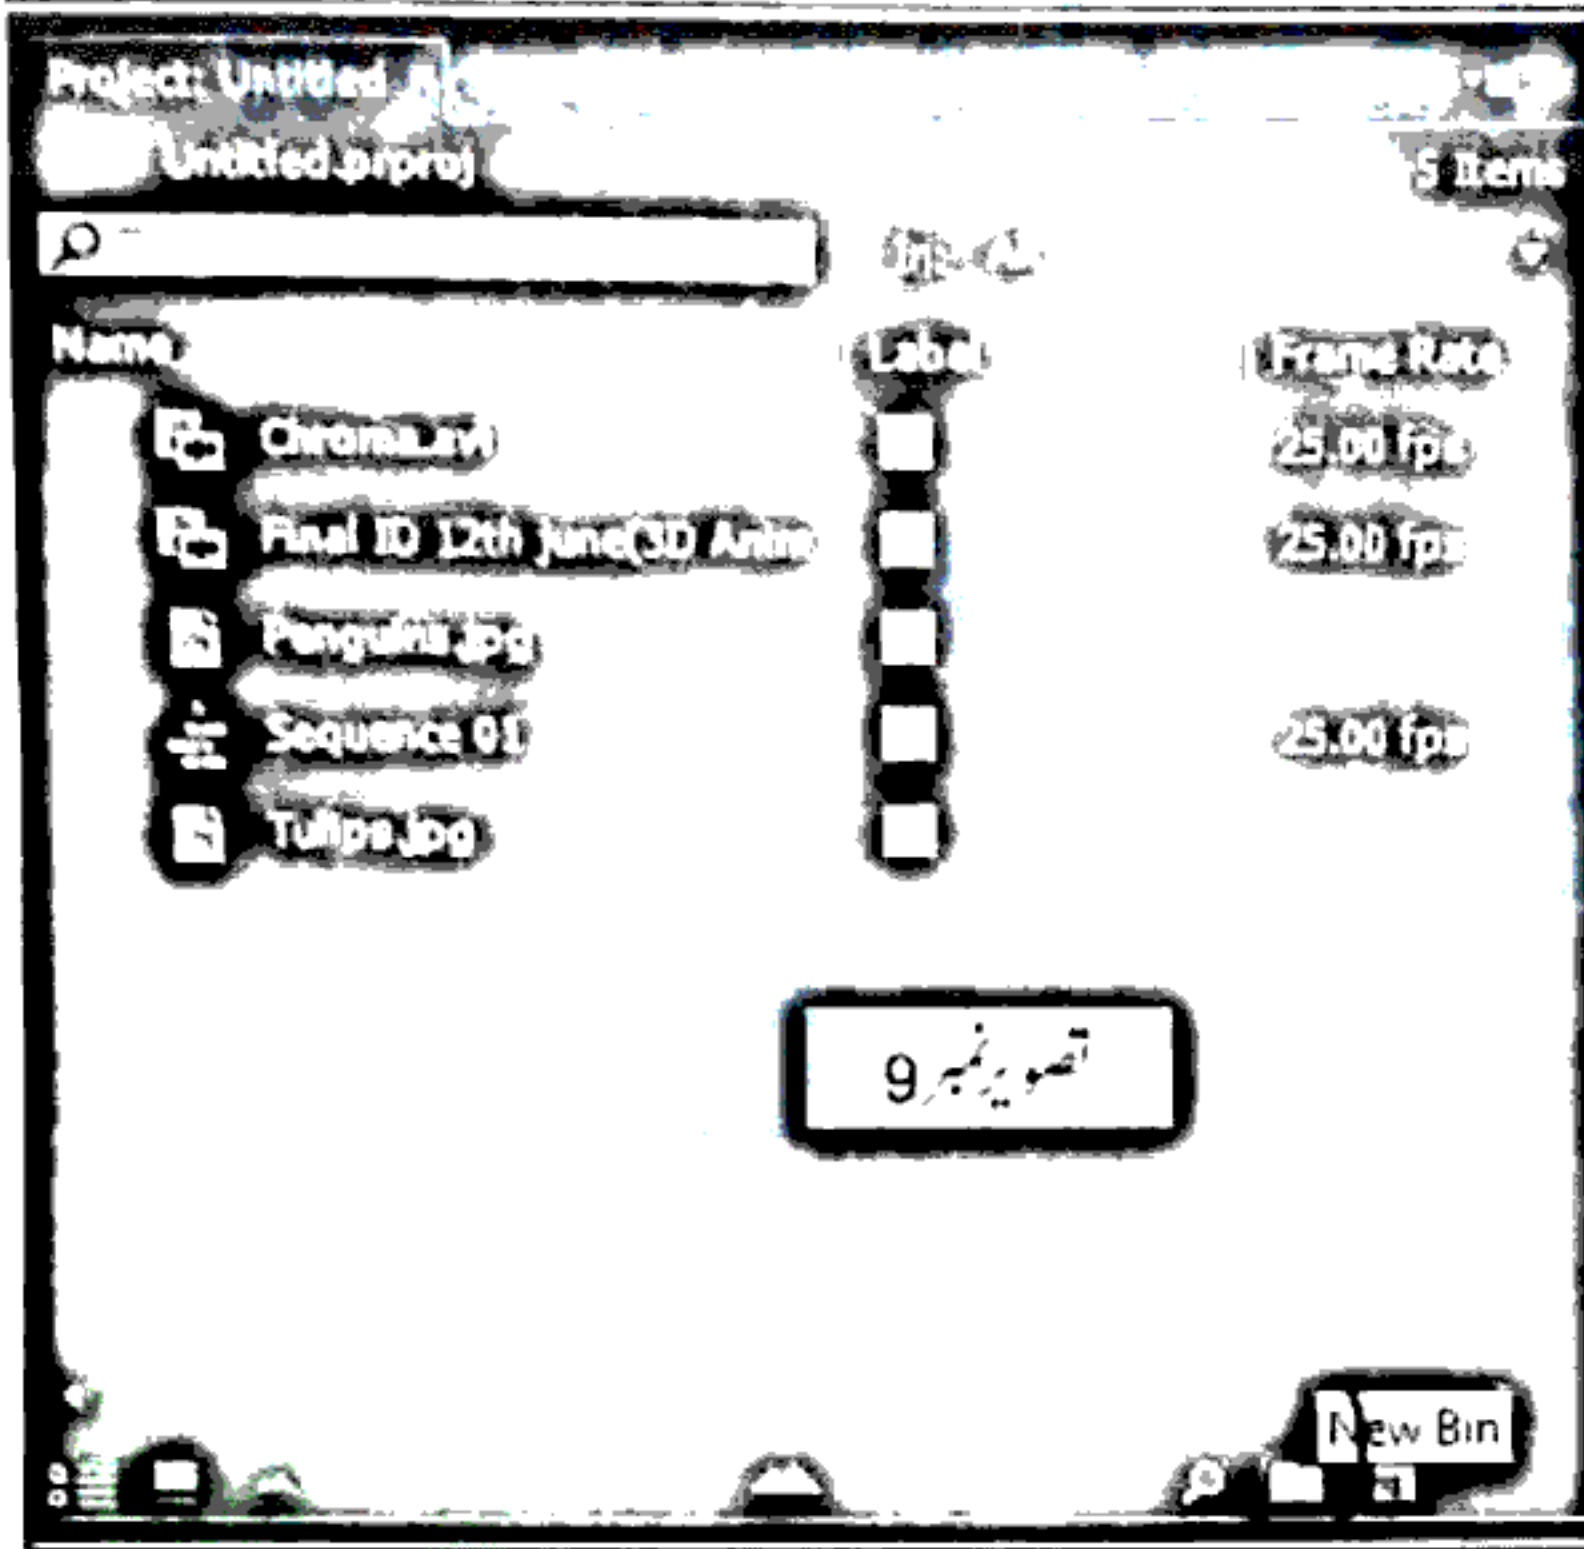 Project: Untitled
Untitled.prproj
5 Items
In:
Name Label Frame Rate
Chroma.avi 25.00 fps
Final ID 12th June(3D Anim 25.00 fps
Penguins.jpg
Sequence 01 25.00 fps
Tulips.jpg
تصویر نمبر 9
New Bin